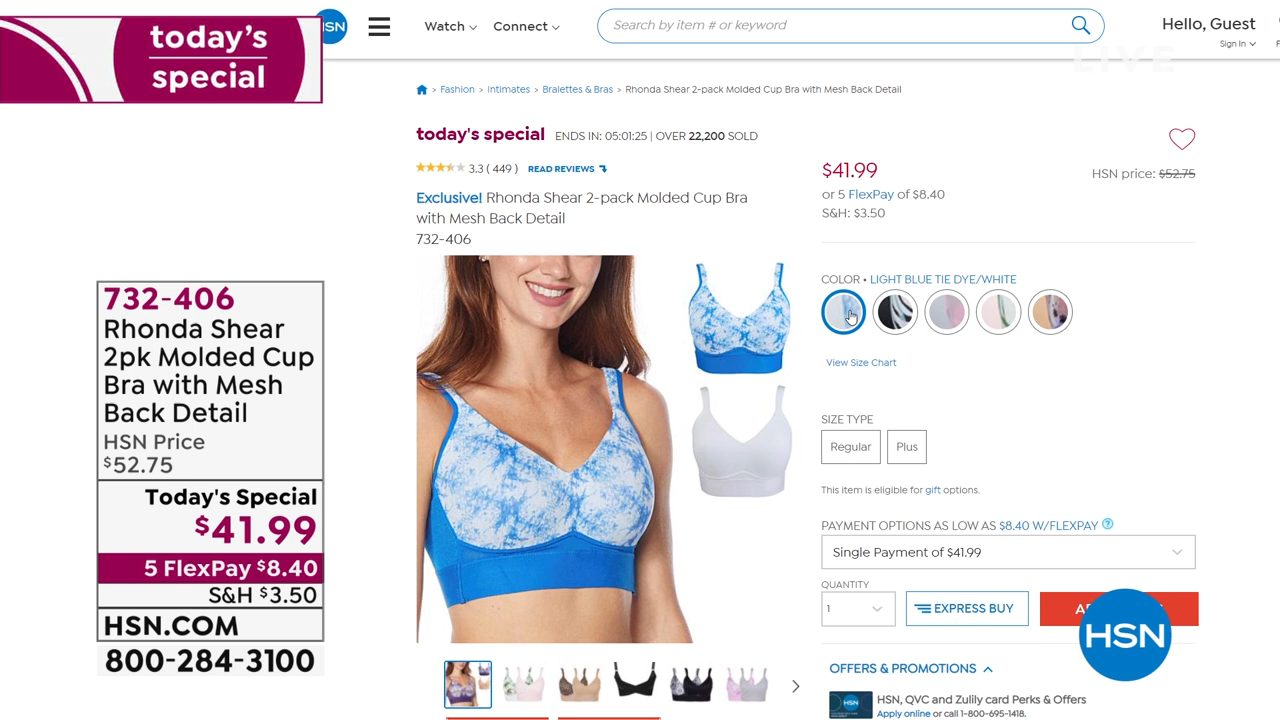 today's
special
HSN
Watch
Connect
Search by item # or keyword
Hello, Guest
Sign In
LIVE
> Fashion > Intimates > Bralettes & Bras > Rhonda Shear 2-pack Molded Cup Bra with Mesh Back Detail
today's special ENDS IN: 05:01:25 | OVER 22,200 SOLD
3.3 ( 449 ) READ REVIEWS
Exclusive! Rhonda Shear 2-pack Molded Cup Bra
with Mesh Back Detail
732-406
$41.99
HSN price: $52.75
or 5 FlexPay of $8.40
S&H: $3.50
COLOR • LIGHT BLUE TIE DYE/WHITE
View Size Chart
SIZE TYPE
Regular
Plus
This item is eligible for gift options.
PAYMENT OPTIONS AS LOW AS $8.40 W/FLEXPAY ?
Single Payment of $41.99
QUANTITY
1
EXPRESS BUY
HSN
OFFERS & PROMOTIONS
HSN
HSN, QVC and Zulily card Perks & Offers
Apply online or call 1-800-695-1418.
732-406
Rhonda Shear
2pk Molded Cup
Bra with Mesh
Back Detail
HSN Price
$52.75
Today's Special
$41.99
5 FlexPay $8.40
S&H $3.50
HSN.COM
800-284-3100